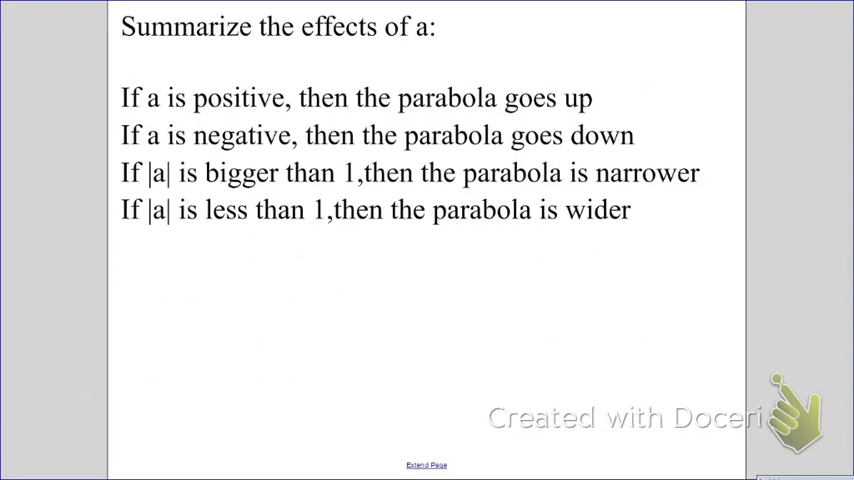 Summarize the effects of a:
If a is positive, then the parabola goes up
If a is negative, then the parabola goes down
If |a| is bigger than 1,then the parabola is narrower
If |a| is less than 1,then the parabola is wider
Created with Doceri
Extend Page